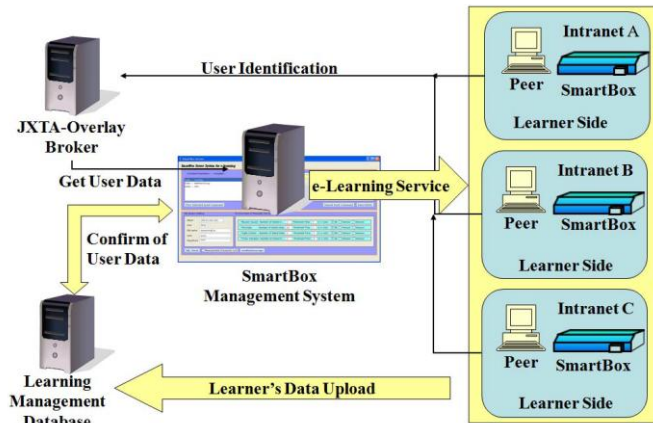 Intranet A
Peer
SmartBox
Learner Side
User Identification
JXTA-Overlay
Broker
Get User Data
e-Learning Service
Intranet B
Peer
SmartBox
Learner Side
Confirm of
User Data
SmartBox
Management System
Intranet C
Peer
SmartBox
Learner Side
Learning
Management
Database
Learner's Data Upload